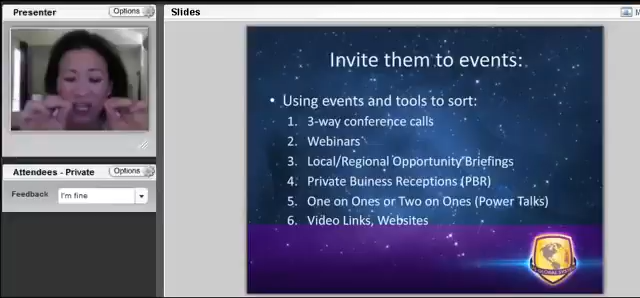 Presenter
Options
Slides
Invite them to events:
• Using events and tools to sort:
1. 3-way conference calls
2. Webinars
3. Local/Regional Opportunity Briefings
4. Private Buiness Receptions (PBR)
5. One on Ones or Two on Ones (Power Talks)
6. Video Links, Websites
Attendees - Private
Options
Feedback
I'm fine
GLOBAL